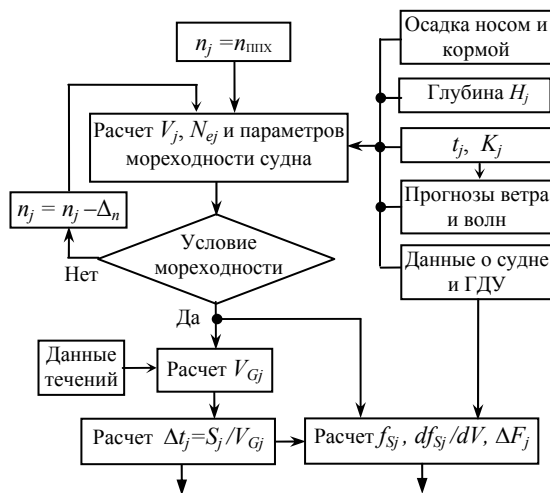 n_j = n_ППХ
Осадка носом и
кормой
Глубина H_j
Расчет V_j, N_ej и параметров
мореходности судна
t_j, K_j
Прогнозы ветра
и волн
n_j = n_j – Δ_n
Условие
мореходности
Нет
Данные о судне
и ГДУ
Да
Данные
течений
Расчет V_Gj
Расчет Δt_j=S_j/V_Gj
Расчет f_Sj, df_Sj/dV, ΔF_j